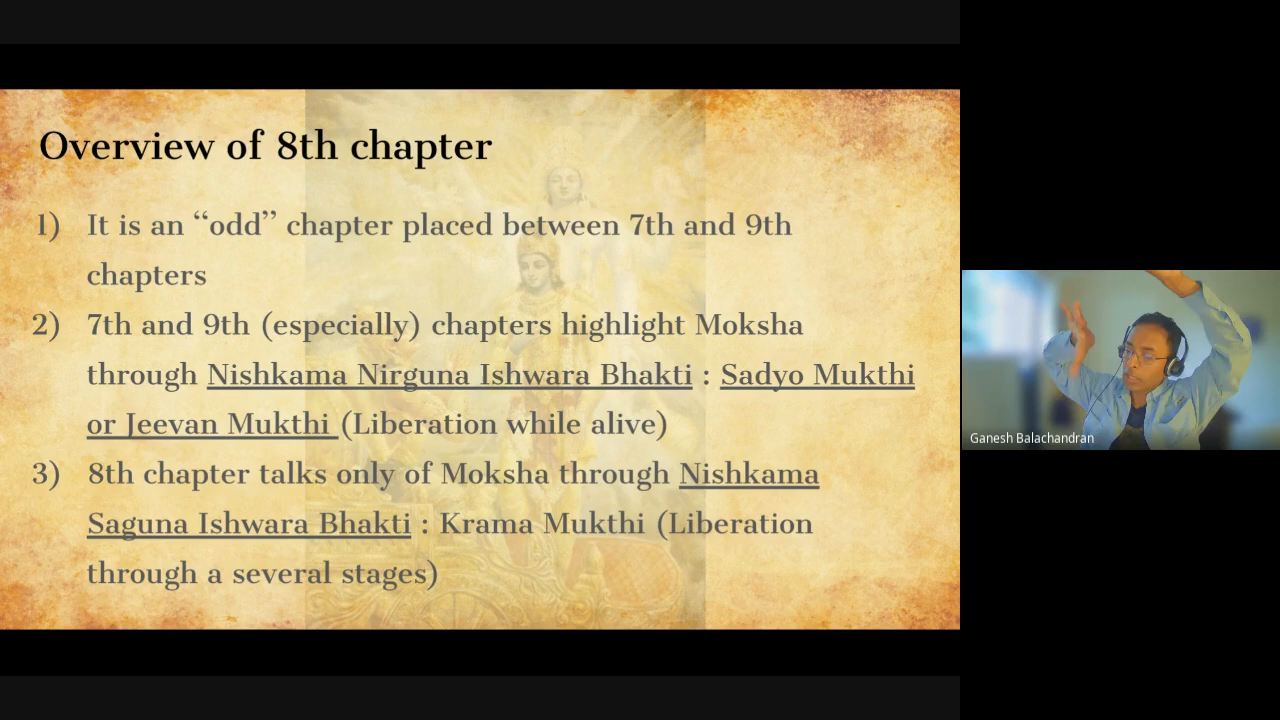 Overview of 8th chapter
1) It is an “odd” chapter placed between 7th and 9th
chapters
2) 7th and 9th (especially) chapters highlight Moksha
through Nishkama Nirguna Ishwara Bhakti : Sadyo Mukthi
or Jeevan Mukthi (Liberation while alive)
3) 8th chapter talks only of Moksha through Nishkama
Saguna Ishwara Bhakti : Krama Mukthi (Liberation
through a several stages)
Ganesh Balachandran